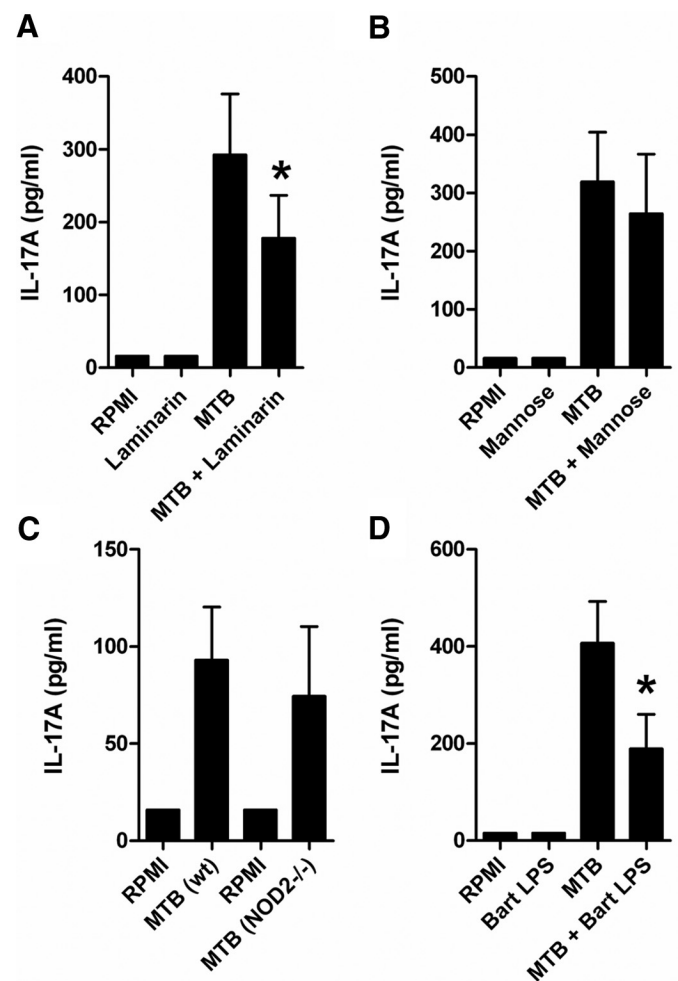 A
400
300
200
100
0
IL-17A (pg/ml)
RPMI
Laminarin
MTB
MTB + Laminarin
*
B
500
400
300
200
100
0
IL-17A (pg/ml)
RPMI
Mannose
MTB
MTB + Mannose
C
150
100
50
0
IL-17A (pg/ml)
RPMI
MTB (wt)
RPMI
MTB (NOD2-/-)
D
600
400
200
0
IL-17A (pg/ml)
RPMI
Bart LPS
MTB
MTB + Bart LPS
*